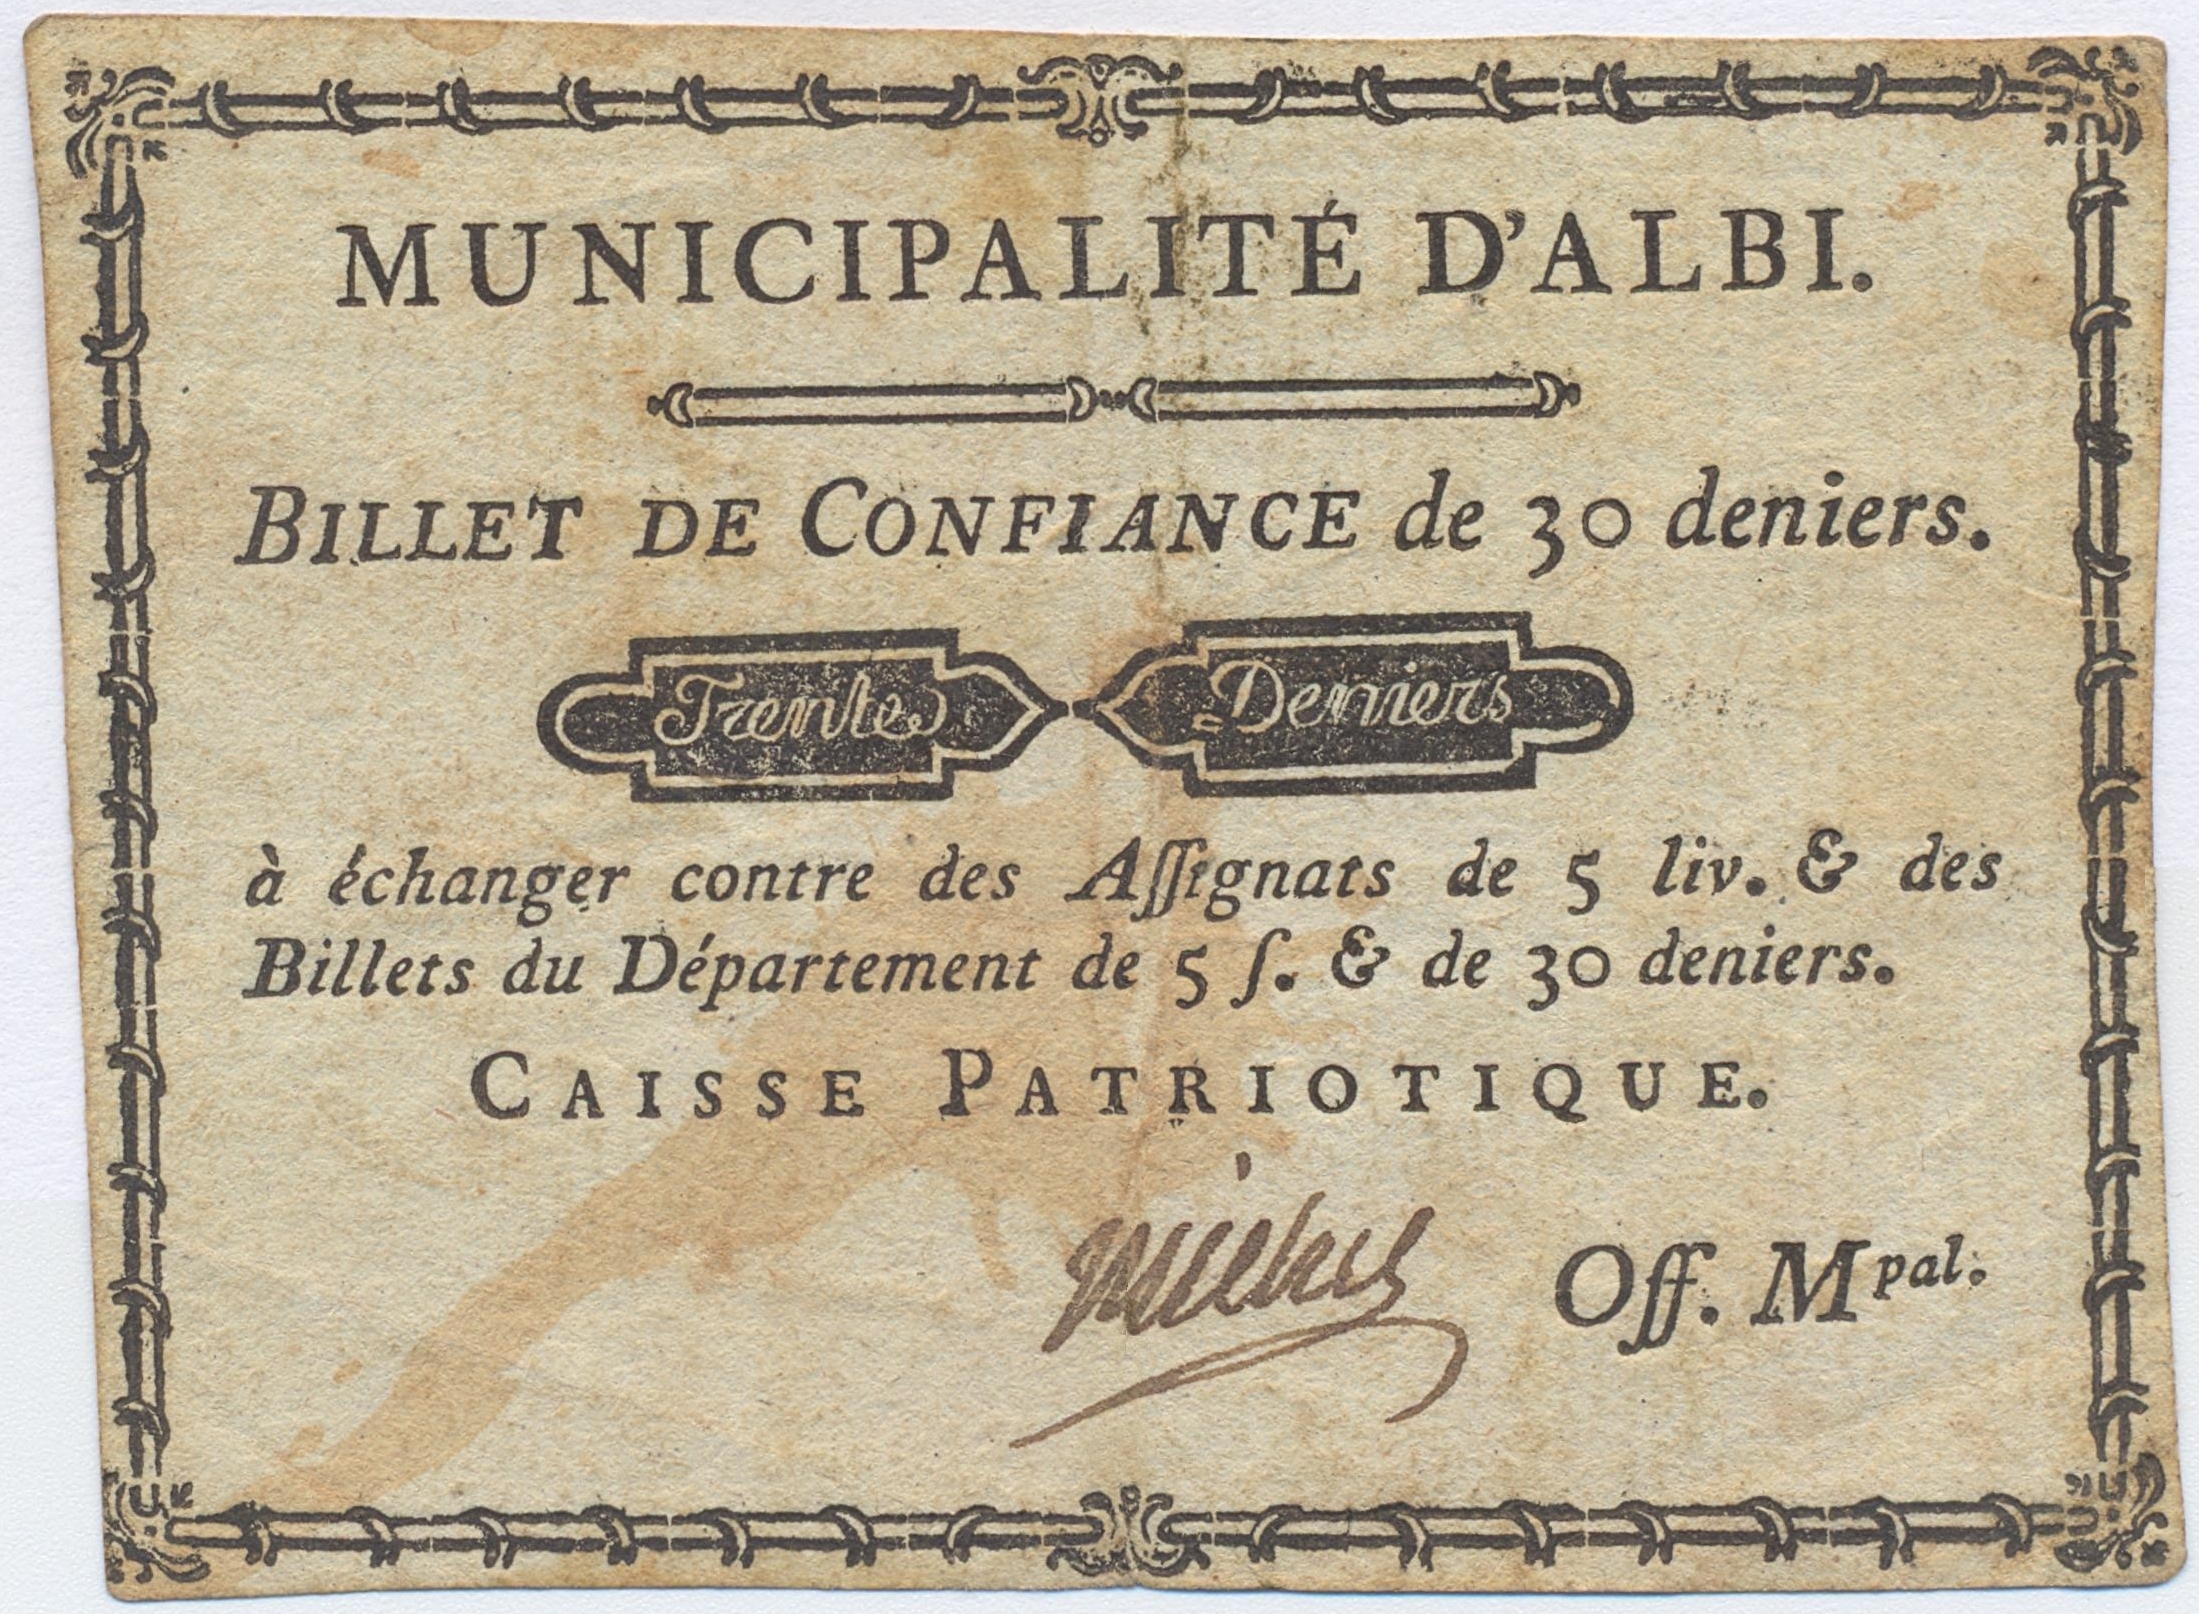 MUNICIPALITÉ D'ALBI.
BILLET DE CONFIANCE de 30 deniers.
Trente Deniers
à échanger contre des Aſſignats de 5 liv. & des
Billets du Département de 5 ſ. & de 30 deniers.
CAISSE PATRIOTIQUE.
Off. Mpal.